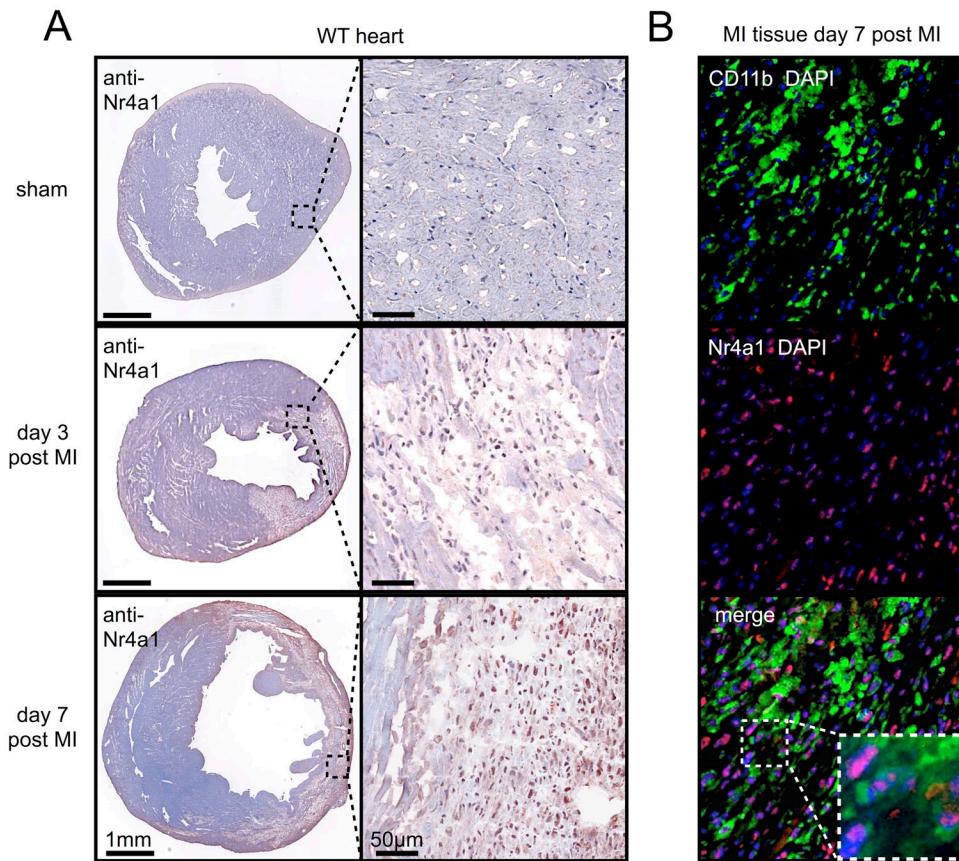 A
WT heart
B
MI tissue day 7 post MI
anti-
Nr4a1
sham
CD11b DAPI
anti-
Nr4a1
day 3
post MI
Nr4a1 DAPI
anti-
Nr4a1
day 7
post MI
1mm
50µm
merge